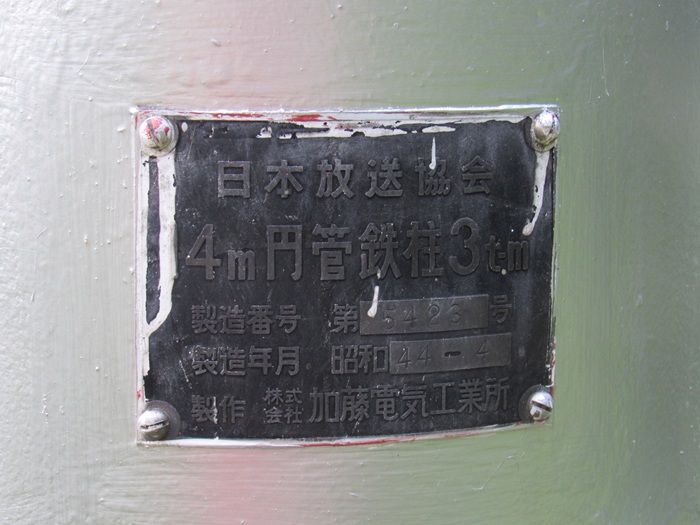 日本放送協会
4m円管鉄柱3t.m
製造番号 第5423号
製造年月 昭和44-4
製作 株式会社 加藤電気工業所